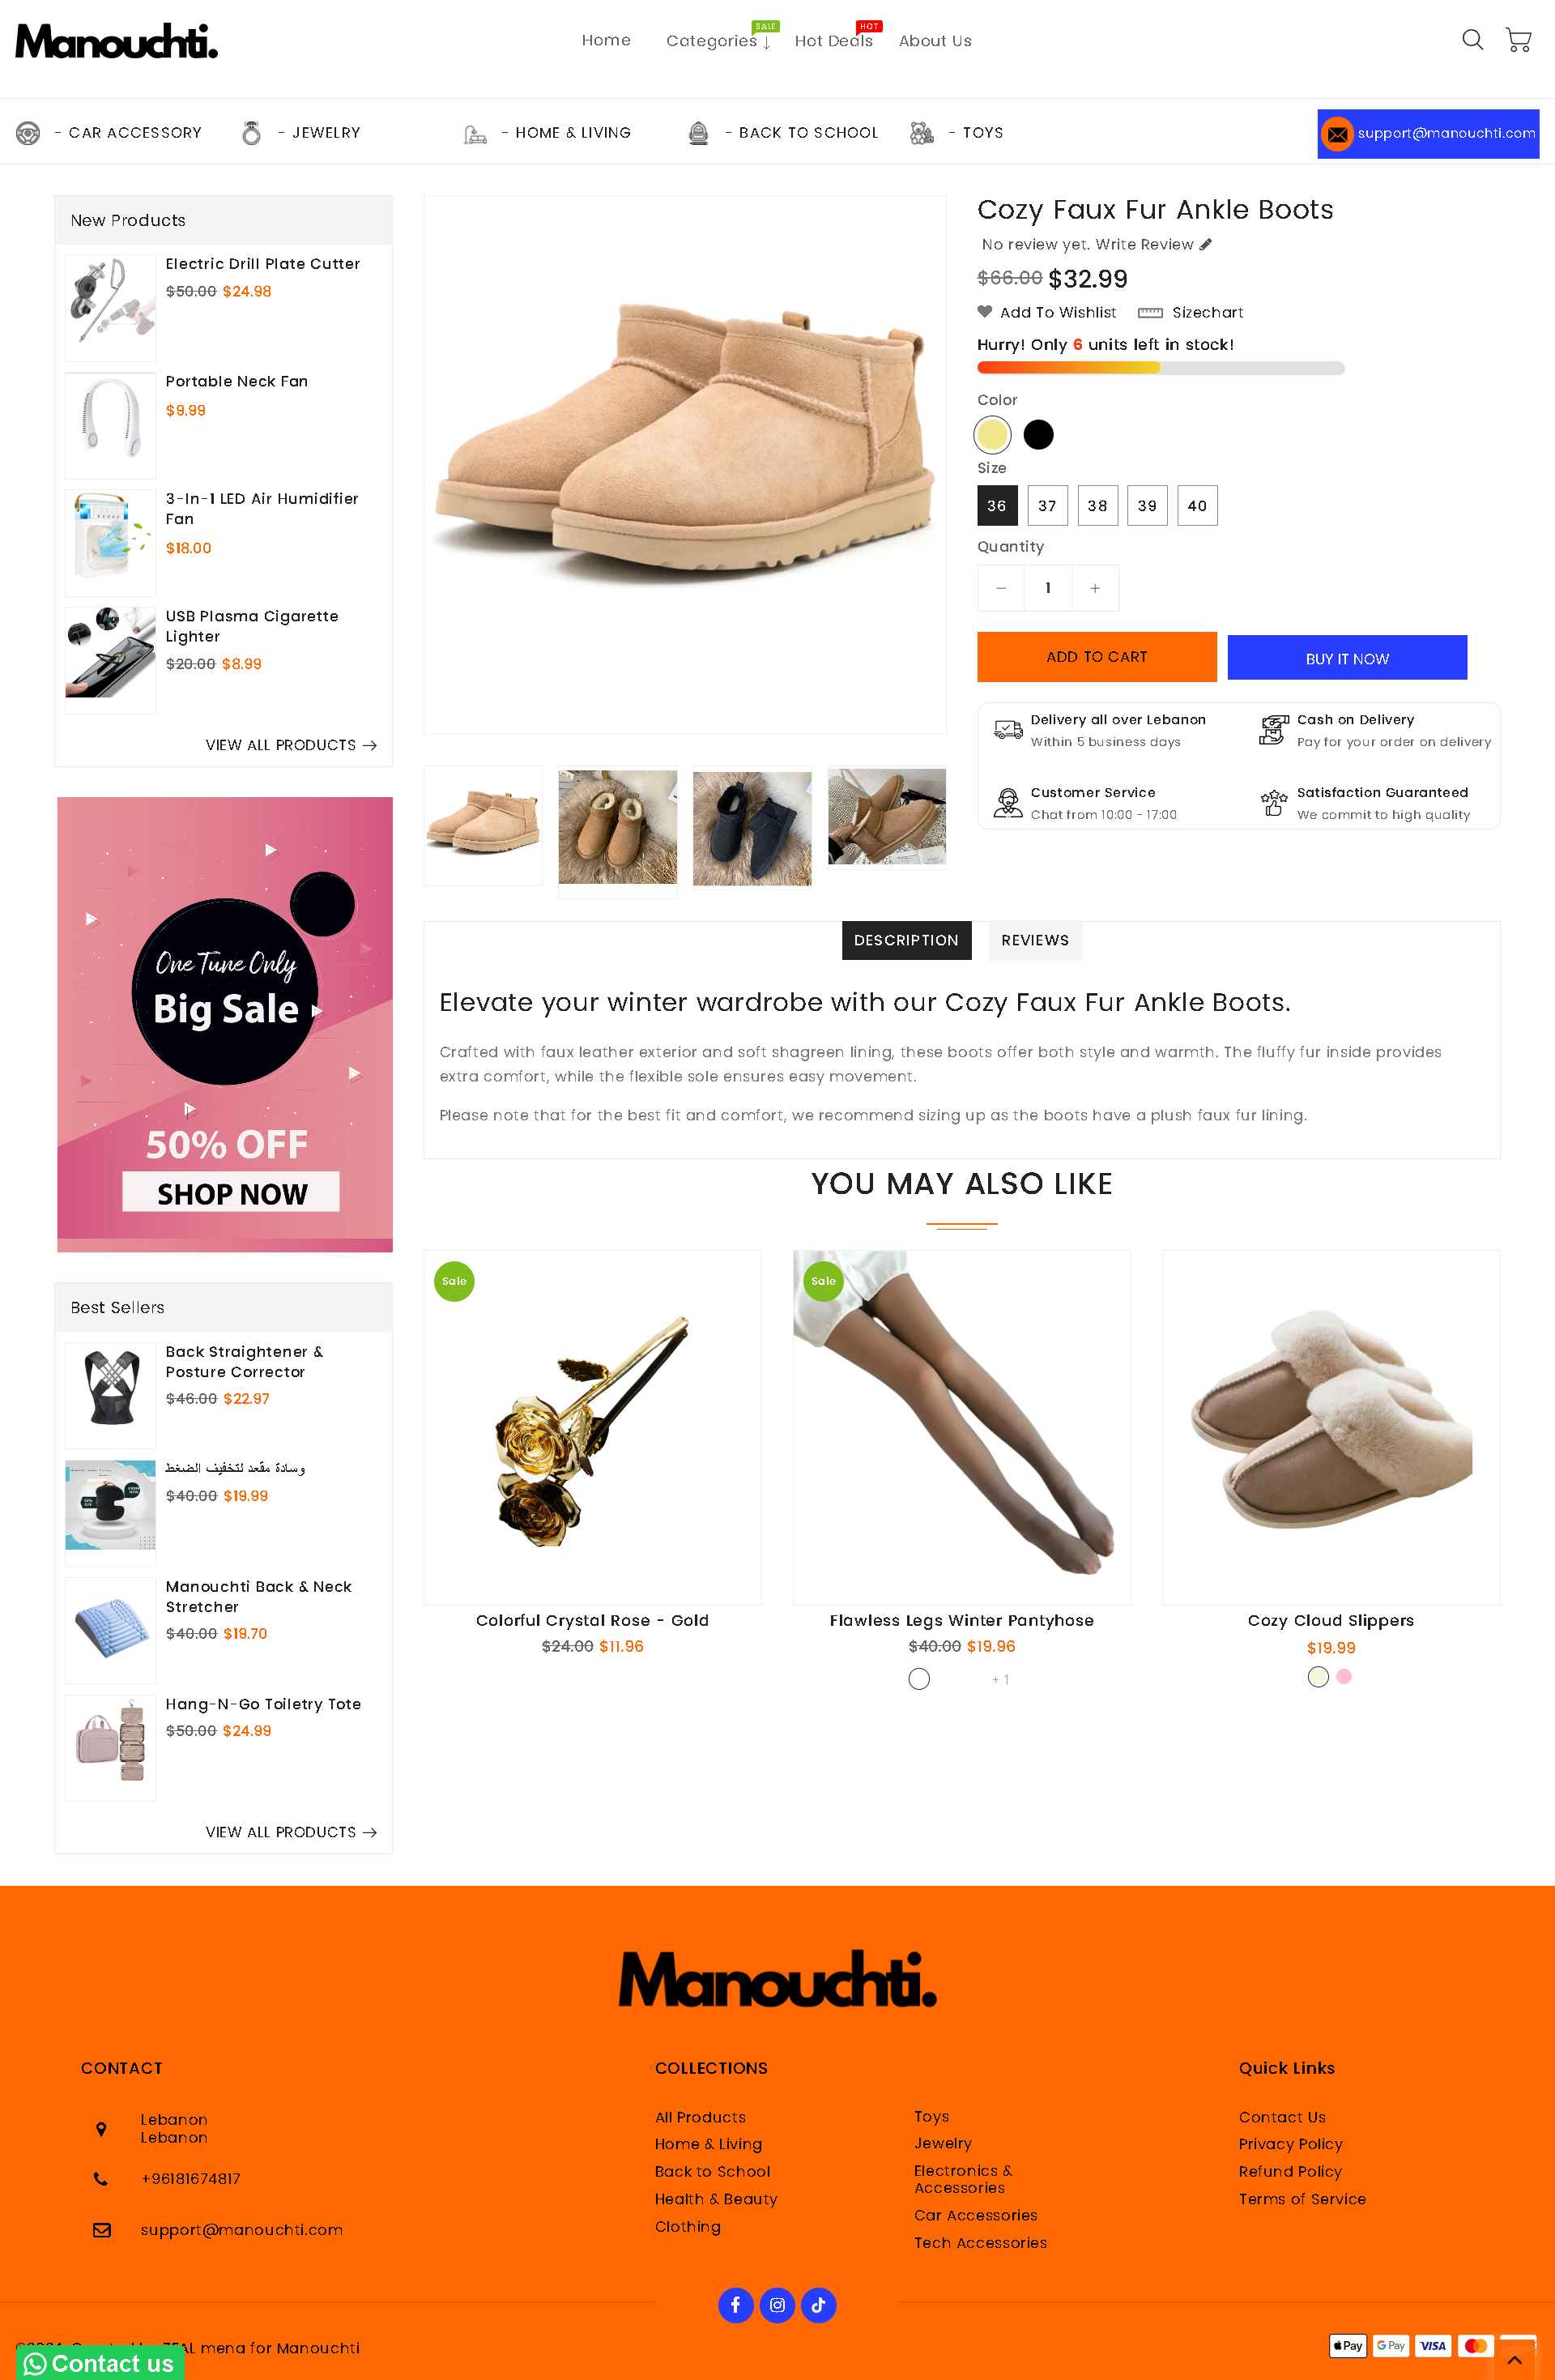 Manouchti.
Home
Categories ↓
SALE
Hot Deals
HOT
About Us
- CAR ACCESSORY
- JEWELRY
- HOME & LIVING
- BACK TO SCHOOL
- TOYS
support@manouchti.com
New Products
Electric Drill Plate Cutter
$50.00 $24.98
Portable Neck Fan
$9.99
3-In-1 LED Air Humidifier
Fan
$18.00
USB Plasma Cigarette
Lighter
$20.00 $8.99
VIEW ALL PRODUCTS →
One Tune Only
Big Sale
50% OFF
SHOP NOW
Best Sellers
Back Straightener &
Posture Corrector
$46.00 $22.97
وسادة مقعد لتخفيف الضغط
$40.00 $19.99
Manouchti Back & Neck
Stretcher
$40.00 $19.70
Hang-N-Go Toiletry Tote
$50.00 $24.99
VIEW ALL PRODUCTS →
Cozy Faux Fur Ankle Boots
No review yet. Write Review
$66.00 $32.99
Add To Wishlist
Sizechart
Hurry! Only 6 units left in stock!
Color
Size
36 37 38 39 40
Quantity
− 1 +
ADD TO CART
BUY IT NOW
Delivery all over Lebanon
Within 5 business days
Cash on Delivery
Pay for your order on delivery
Customer Service
Chat from 10:00 - 17:00
Satisfaction Guaranteed
We commit to high quality
DESCRIPTION
REVIEWS
Elevate your winter wardrobe with our Cozy Faux Fur Ankle Boots.
Crafted with faux leather exterior and soft shagreen lining, these boots offer both style and warmth. The fluffy fur inside provides
extra comfort, while the flexible sole ensures easy movement.
Please note that for the best fit and comfort, we recommend sizing up as the boots have a plush faux fur lining.
YOU MAY ALSO LIKE
Sale
Colorful Crystal Rose - Gold
$24.00 $11.96
Sale
Flawless Legs Winter Pantyhose
$40.00 $19.96
+ 1
Cozy Cloud Slippers
$19.99
Manouchti.
CONTACT
Lebanon
Lebanon
+96181674817
support@manouchti.com
COLLECTIONS
All Products
Home & Living
Back to School
Health & Beauty
Clothing
Toys
Jewelry
Electronics &
Accessories
Car Accessories
Tech Accessories
Quick Links
Contact Us
Privacy Policy
Refund Policy
Terms of Service
mena for Manouchti
Contact us
Pay
G Pay
VISA